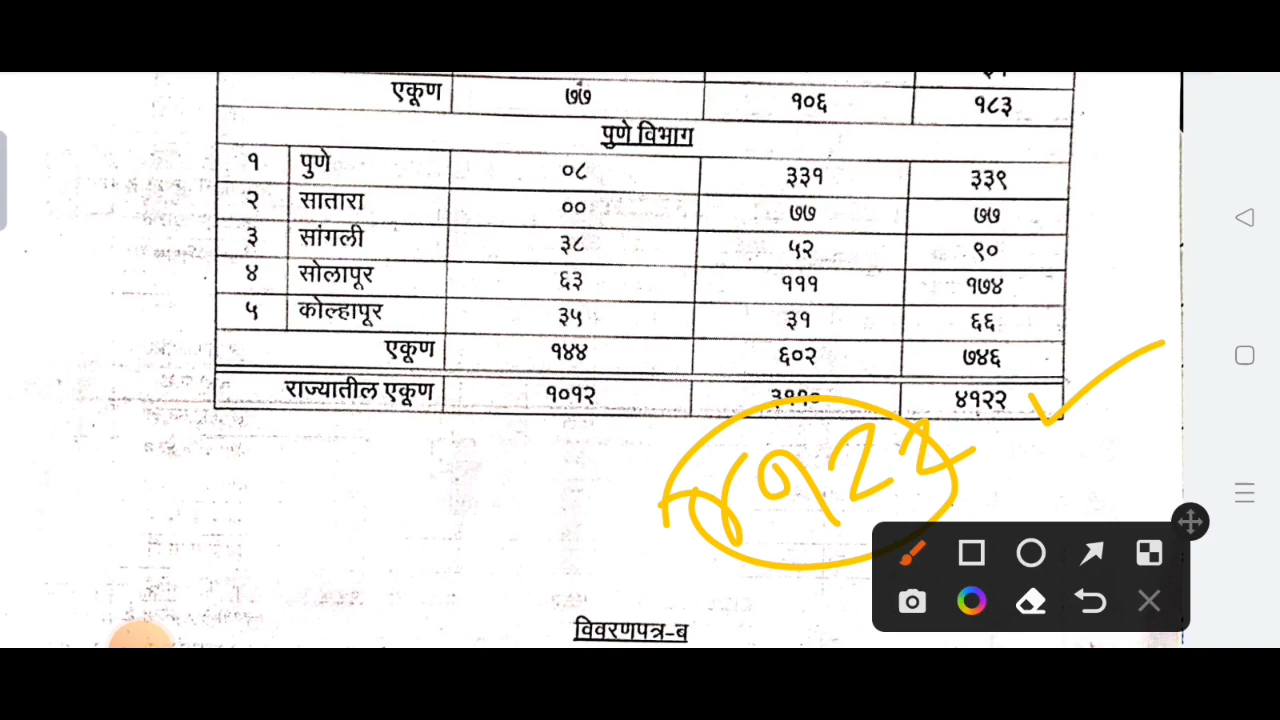 एकूण ७७ १०६ १८३
पुणे विभाग
१ पुणे ०८ ३३१ ३३९
२ सातारा ०० ७७ ७७
३ सांगली ३८ ५२ ९०
४ सोलापूर ६३ १११ १७४
५ कोल्हापूर ३५ ३१ ६६
एकूण १४४ ६०२ ७४६
राज्यातील एकूण १०१२ ३११० ४१२२
४१२२
विवरणपत्र-ब